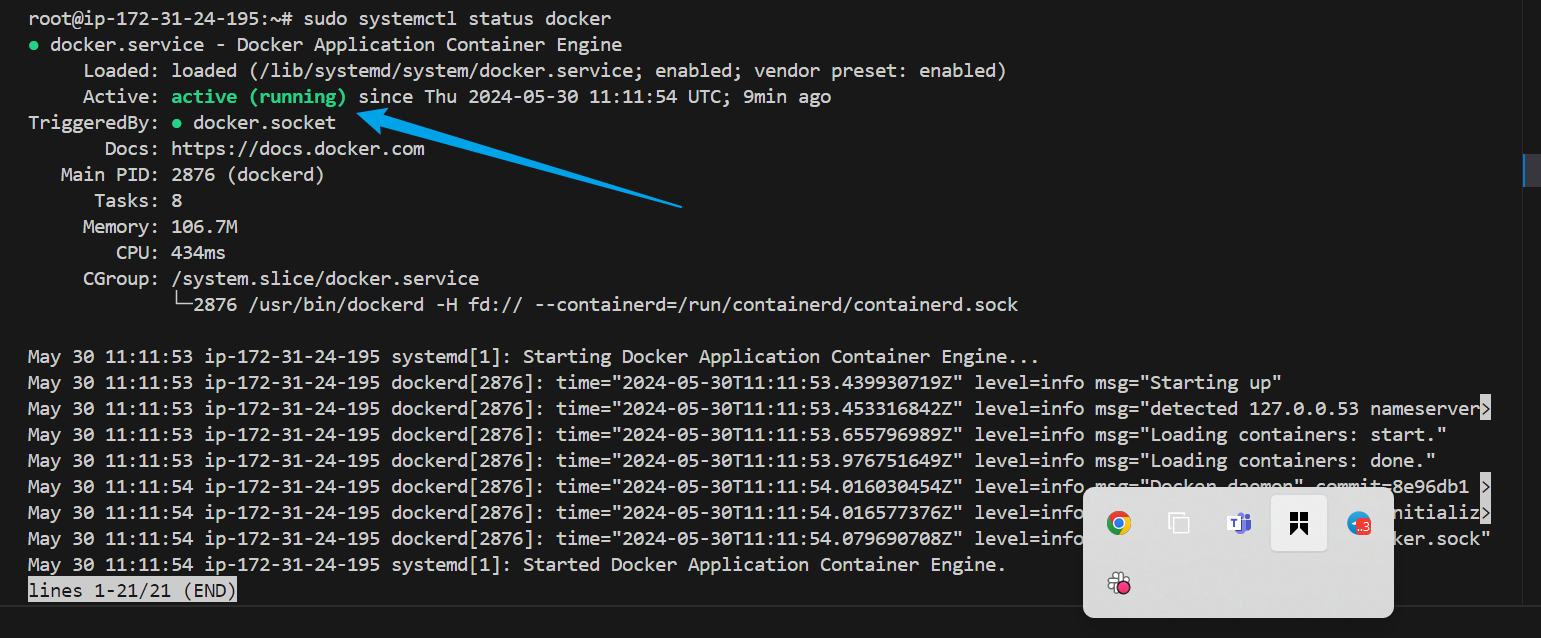 root@ip-172-31-24-195:~# sudo systemctl status docker
● docker.service - Docker Application Container Engine
Loaded: loaded (/lib/systemd/system/docker.service; enabled; vendor preset: enabled)
Active: active (running) since Thu 2024-05-30 11:11:54 UTC; 9min ago
TriggeredBy: ● docker.socket
Docs: https://docs.docker.com
Main PID: 2876 (dockerd)
Tasks: 8
Memory: 106.7M
CPU: 434ms
CGroup: /system.slice/docker.service
└─2876 /usr/bin/dockerd -H fd:// --containerd=/run/containerd/containerd.sock
May 30 11:11:53 ip-172-31-24-195 systemd[1]: Starting Docker Application Container Engine...
May 30 11:11:53 ip-172-31-24-195 dockerd[2876]: time="2024-05-30T11:11:53.439930719Z" level=info msg="Starting up"
May 30 11:11:53 ip-172-31-24-195 dockerd[2876]: time="2024-05-30T11:11:53.453316842Z" level=info msg="detected 127.0.0.53 nameserver>
May 30 11:11:53 ip-172-31-24-195 dockerd[2876]: time="2024-05-30T11:11:53.655796989Z" level=info msg="Loading containers: start."
May 30 11:11:53 ip-172-31-24-195 dockerd[2876]: time="2024-05-30T11:11:53.976751649Z" level=info msg="Loading containers: done."
May 30 11:11:54 ip-172-31-24-195 dockerd[2876]: time="2024-05-30T11:11:54.016030454Z" level=info msg="Docker daemon" commit=8e96db1 >
May 30 11:11:54 ip-172-31-24-195 dockerd[2876]: time="2024-05-30T11:11:54.016577376Z" level=info nitializ>
May 30 11:11:54 ip-172-31-24-195 dockerd[2876]: time="2024-05-30T11:11:54.079690708Z" level=info ker.sock"
May 30 11:11:54 ip-172-31-24-195 systemd[1]: Started Docker Application Container Engine.
lines 1-21/21 (END)